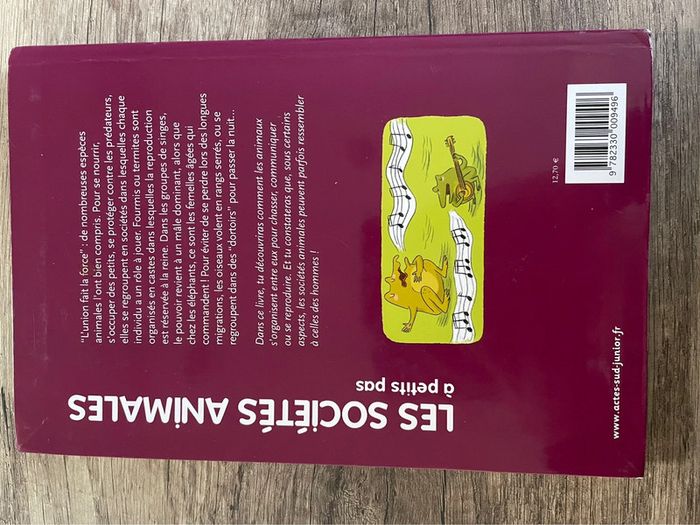 LES SOCIÉTÉS ANIMALES
à petits pas
"L'union fait la force" : de nombreuses espèces
animales l'ont bien compris. Pour se nourrir,
s'occuper des petits, se protéger contre les prédateurs,
elles se regroupent en sociétés dans lesquelles chaque
individu a un rôle à jouer. Fourmis ou termites sont
organisés en castes dans lesquelles la reproduction
est réservée à la reine. Dans les groupes de singes,
le pouvoir revient à un mâle dominant, alors que
chez les éléphants, ce sont les femelles âgées qui
commandent ! Pour éviter de se perdre lors des longues
migrations, les oiseaux volent en rangs serrés, ou se
regroupent dans des "dortoirs" pour passer la nuit...
Dans ce livre, tu découvriras comment les animaux
s'organisent entre eux pour chasser, communiquer
ou se reproduire. Et tu constateras que, sous certains
aspects, les sociétés animales peuvent parfois ressembler
à celles des hommes !
www.actes-sud-junior.fr
12,70 €
9 782330 009496